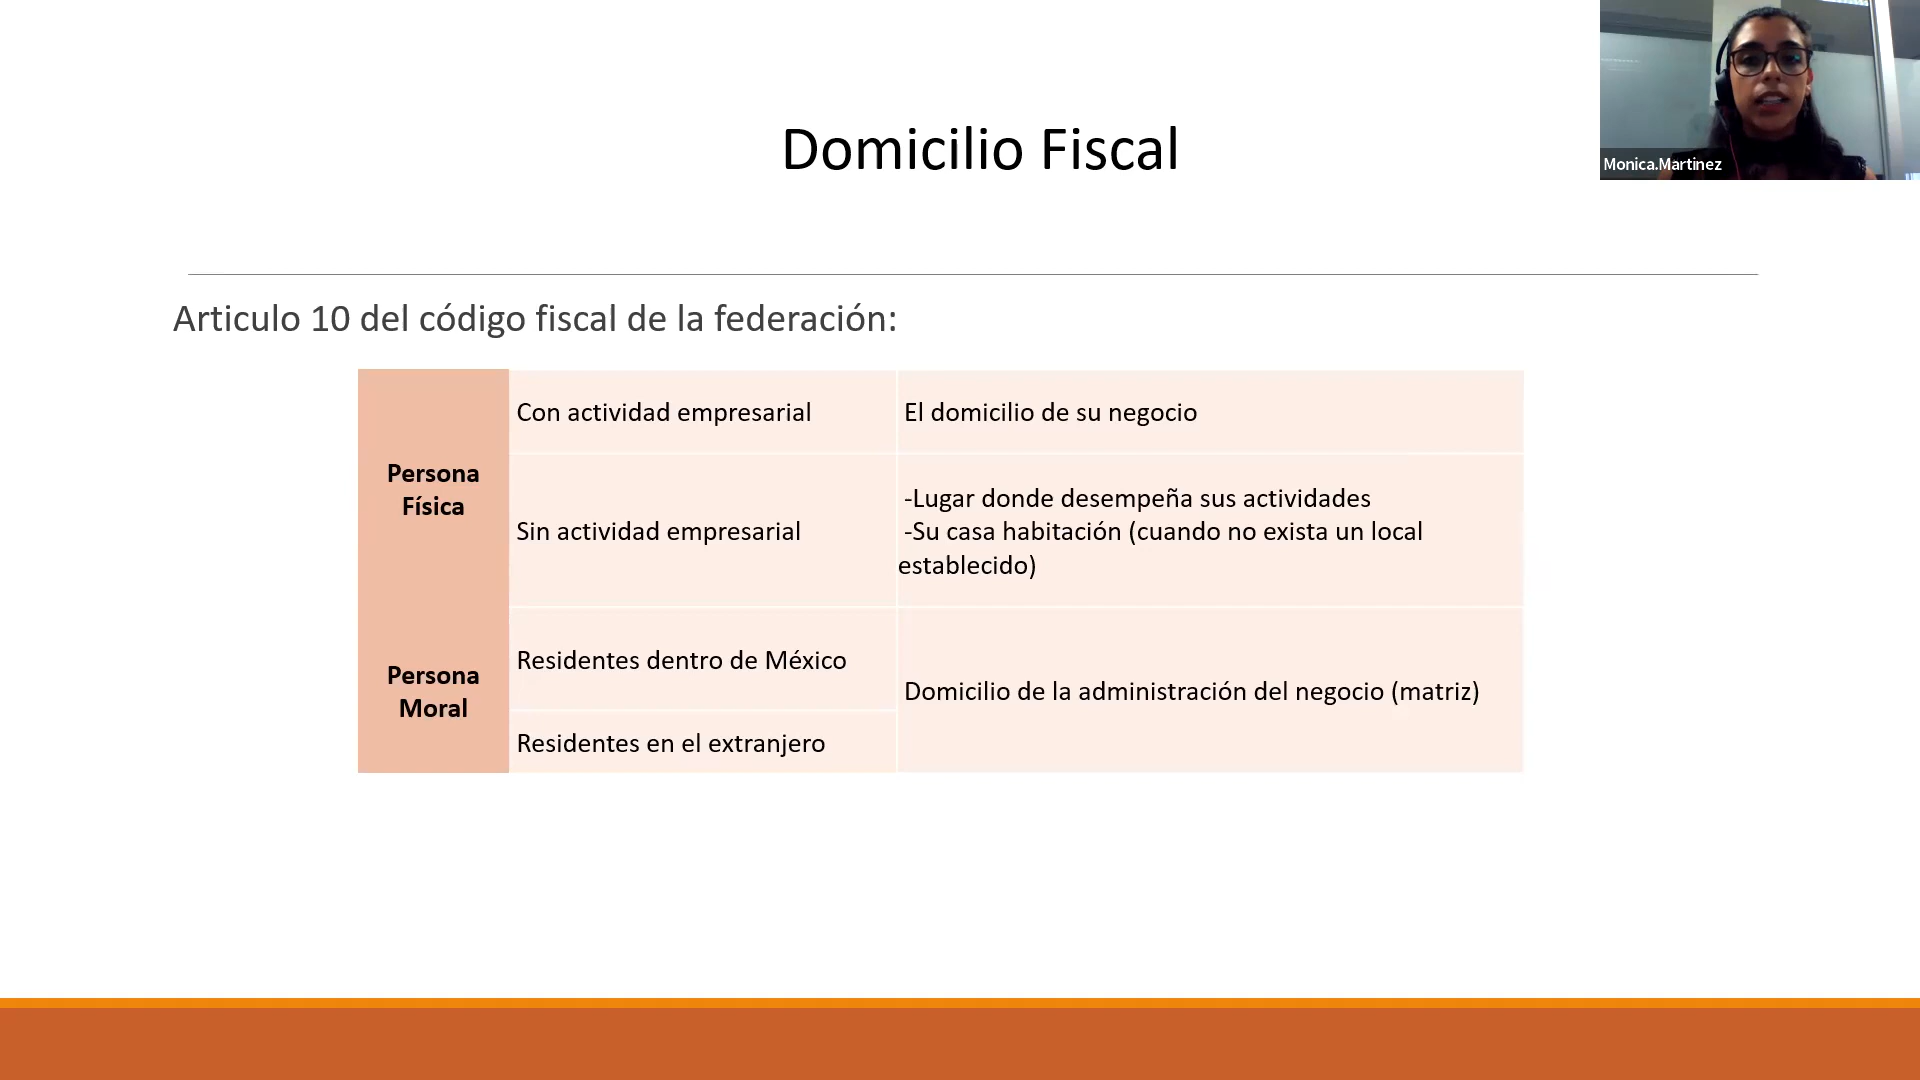 Domicilio Fiscal
Monica.Martinez
Articulo 10 del código fiscal de la federación:
Persona
Física
Con actividad empresarial
El domicilio de su negocio
Sin actividad empresarial
-Lugar donde desempeña sus actividades
-Su casa habitación (cuando no exista un local
establecido)
Persona
Moral
Residentes dentro de México
Domicilio de la administración del negocio (matriz)
Residentes en el extranjero